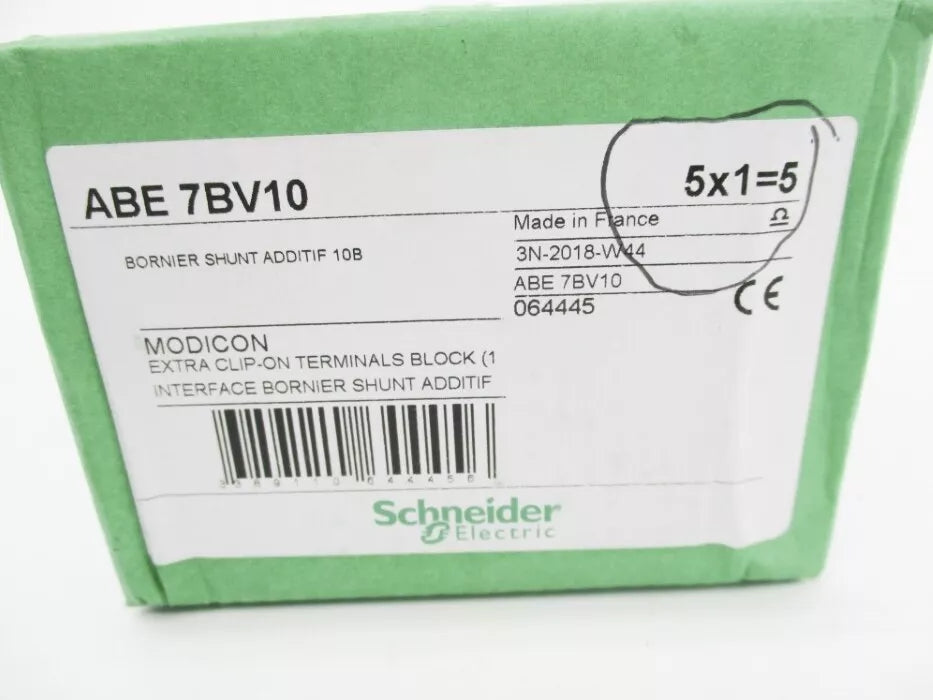 ABE 7BV10
5x1=5
Made in France
Ω
BORNIER SHUNT ADDITIF 10B
3N-2018-W44
ABE 7BV10
064445
CE
MODICON
EXTRA CLIP-ON TERMINALS BLOCK (1
INTERFACE BORNIER SHUNT ADDITIF
3389110644456
Schneider
Electric